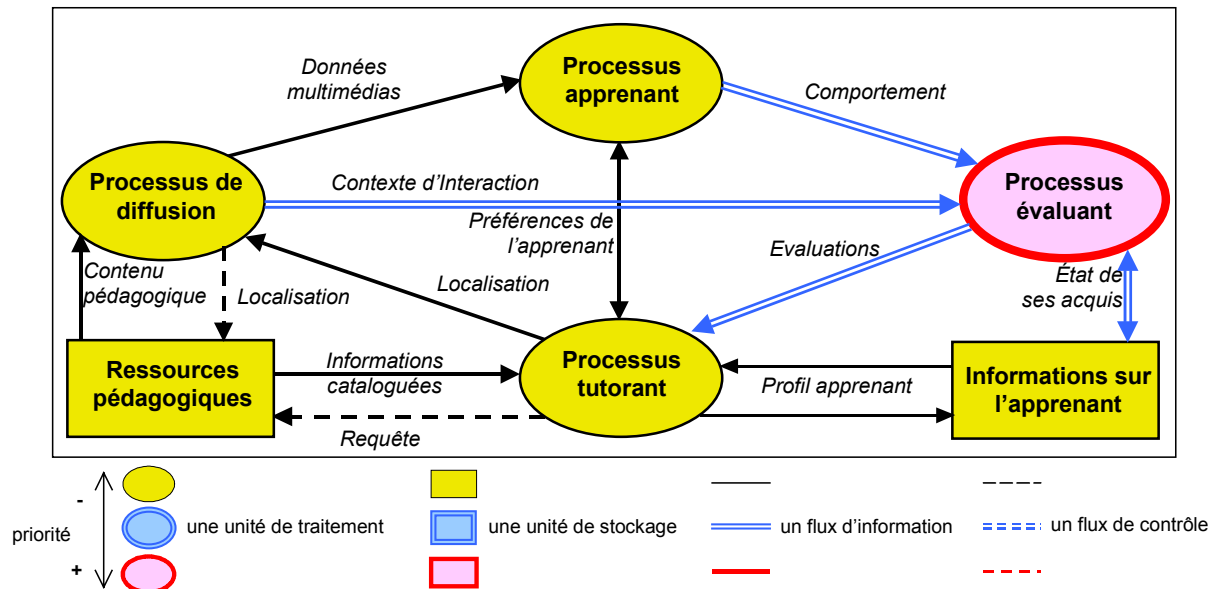 Données
multimédias
Processus
apprenant
Comportement
Processus de
diffusion
Contexte d’Interaction
Processus
évaluant
Préférences de
l’apprenant
Evaluations
État de
ses acquis
Contenu
pédagogique
Localisation
Localisation
Ressources
pédagogiques
Informations
cataloguées
Processus
tutorant
Profil apprenant
Informations sur
l’apprenant
Requête
-
priorité
+
une unité de traitement
une unité de stockage
un flux d’information
un flux de contrôle